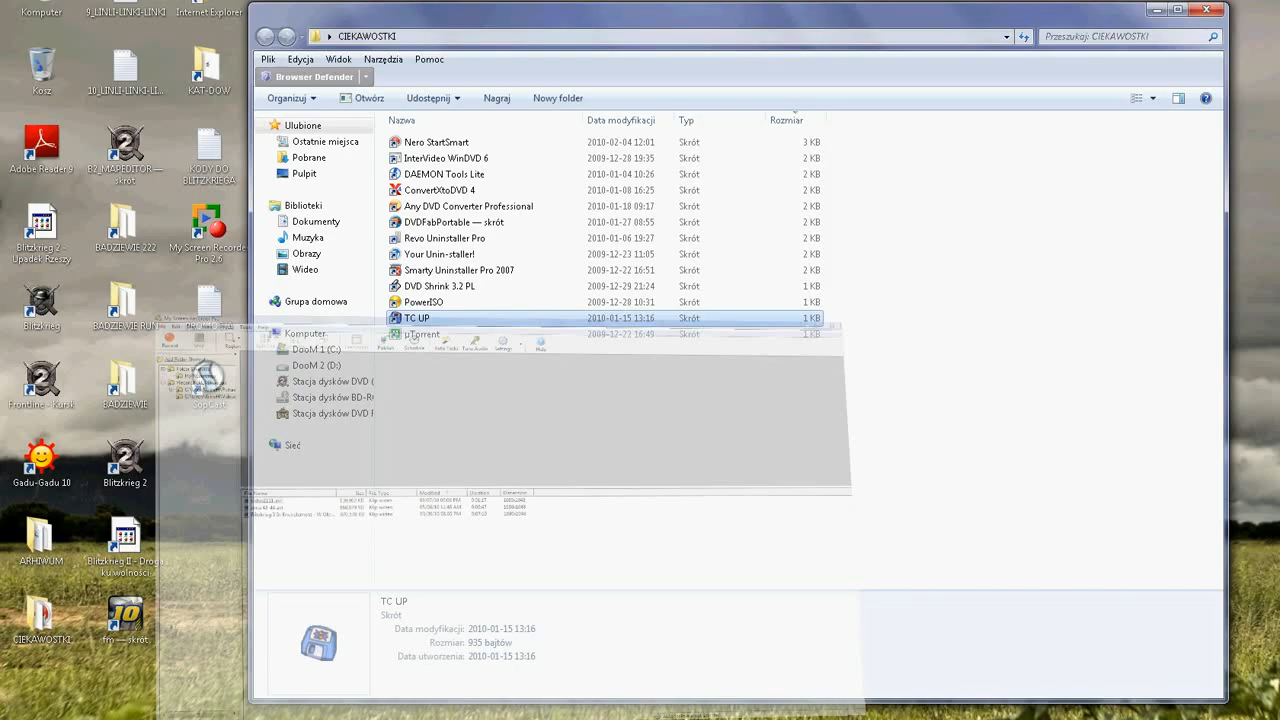 Komputer
9_LINLI-LINKI-LINKI
Internet Explorer
Kosz
10_LINLI-LINKI-LI...
KAT-DOW
Adobe Reader 9
B2_MAPEDITOR — skrót
KODY DO BLITZKRIEGA
Blitzkrieg 2 - Upadek Rzeszy
BADZIEWIE 222
My Screen Recorde Pro 2.6
Blitzkrieg
BADZIEWIE RUN
Frontline - Kursk
BADZIEWIE
SopCast
Gadu-Gadu 10
Blitzkrieg 2
ARHIWUM
Blitzkrieg II - Droga ku wolności
CIEKAWOSTKI
fm — skrót
CIEKAWOSTKI
Przeszukaj: CIEKAWOSTKI
Plik Edycja Widok Narzędzia Pomoc
Browser Defender
Organizuj Otwórz Udostępnij Nagraj New folder
Ulubione
Ostatnie miejsca
Pobrane
Pulpit
Biblioteki
Dokumenty
Muzyka
Obrazy
Video
Grupa domowa
Komputer
DooM 1 (C:)
DooM 2 (D:)
Stacja dysków DVD (
Stacja dysków BD-R
Stacja dysków DVD F
Sieć
Nazwa Data modyfikacji Typ Rozmiar
Nero StartSmart 2010-02-04 12:01 Skrót 3 KB
InterVideo WinDVD 6 2009-12-28 19:35 Skrót 2 KB
DAEMON Tools Lite 2010-01-04 10:26 Skrót 2 KB
ConvertXtoDVD 4 2010-01-08 16:25 Skrót 2 KB
Any DVD Converter Professional 2010-01-18 09:17 Skrót 2 KB
DVDFabPortable — skrót 2010-01-27 08:55 Skrót 2 KB
Revo Uninstaller Pro 2010-01-06 19:27 Skrót 2 KB
Your Unin-staller! 2009-12-23 11:05 Skrót 2 KB
Smarty Uninstaller Pro 2007 2009-12-22 16:51 Skrót 2 KB
DVD Shrink 3.2 PL 2009-12-29 21:24 Skrót 1 KB
PowerISO 2009-12-28 10:31 Skrót 1 KB
TC UP 2010-01-15 13:16 Skrót 1 KB
µTorrent 2009-12-22 16:49 Skrót 1 KB
TC UP
Skrót
Data modyfikacji: 2010-01-15 13:16
Rozmiar: 935 bajtów
Data utworzenia: 2010-01-15 13:16